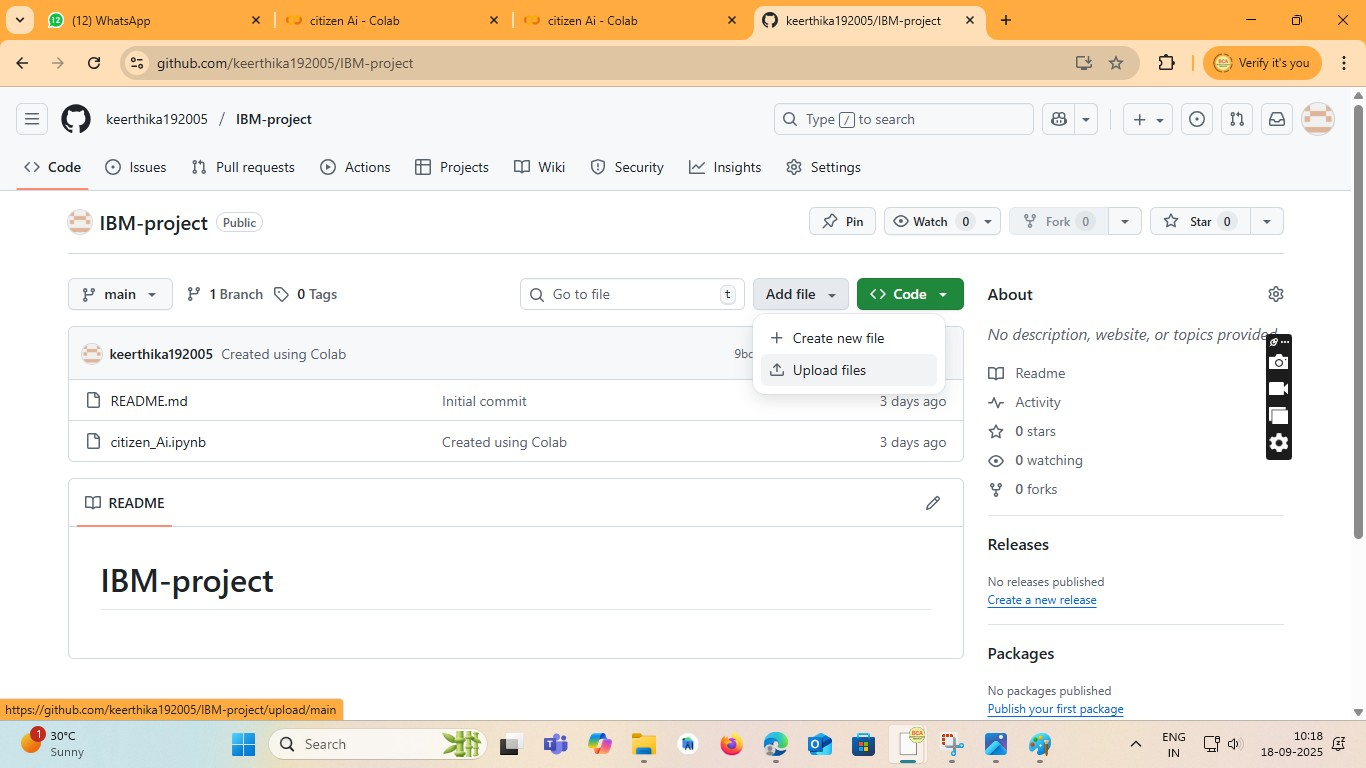 (12) WhatsApp
citizen Ai - Colab
citizen Ai - Colab
keerthika192005/IBM-project
github.com/keerthika192005/IBM-project
Verify it's you
keerthika192005 / IBM-project
Type / to search
Code
Issues
Pull requests
Actions
Projects
Wiki
Security
Insights
Settings
IBM-project
Public
Pin
Watch 0
Fork 0
Star 0
main
1 Branch
0 Tags
Go to file
t
Add file
Code
Create new file
Upload files
keerthika192005 Created using Colab
README.md Initial commit 3 days ago
citizen_Ai.ipynb Created using Colab 3 days ago
README
IBM-project
About
No description, website, or topics provided
Readme
Activity
0 stars
0 watching
0 forks
Releases
No releases published
Create a new release
Packages
No packages published
Publish your first package
https://github.com/keerthika192005/IBM-project/upload/main
1
30°C
Sunny
Search
BCA
ENG
IN
10:18
18-09-2025